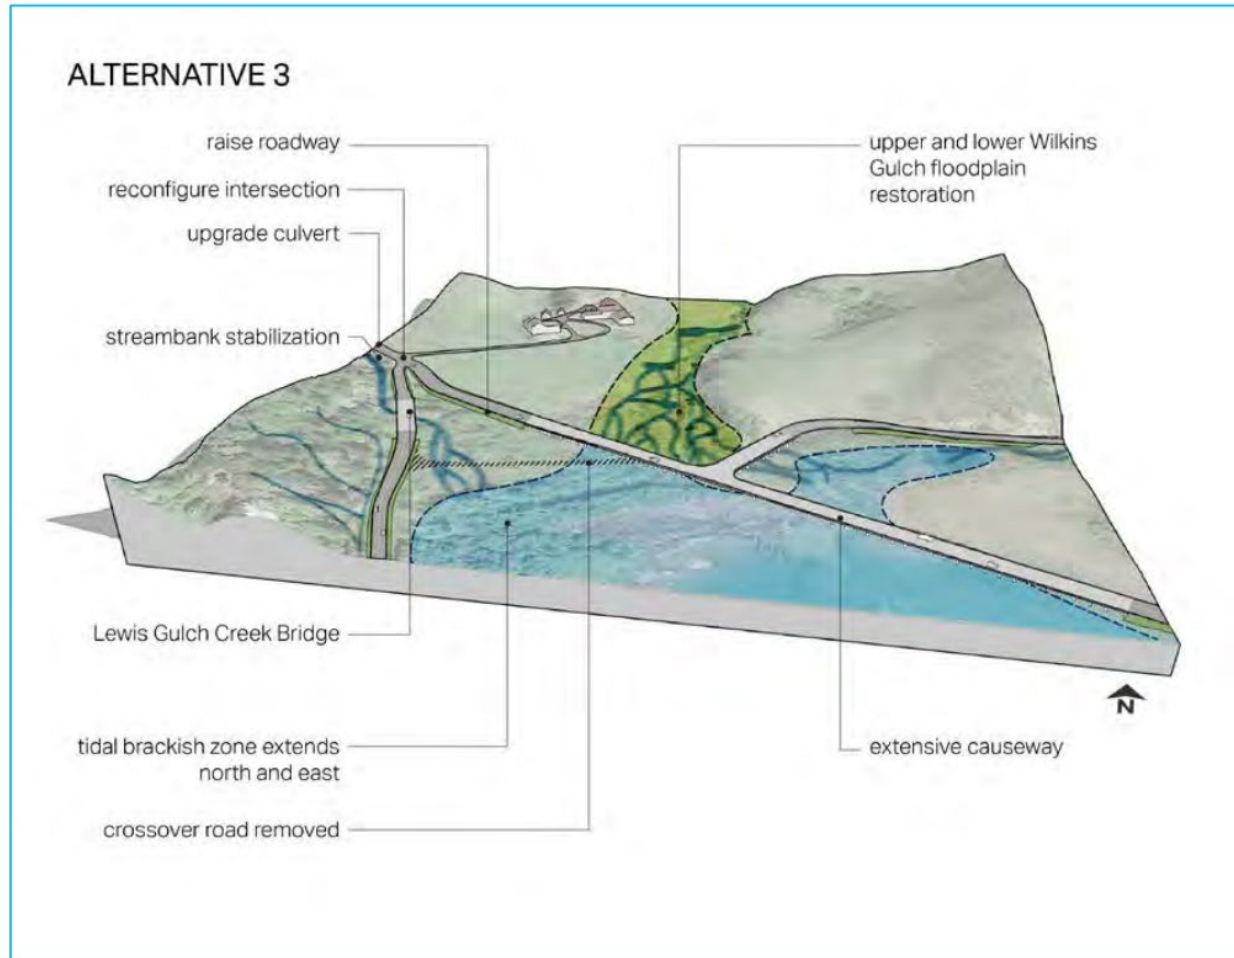 ALTERNATIVE 3
raise roadway
reconfigure intersection
upgrade culvert
streambank stabilization
upper and lower Wilkins
Gulch floodplain
restoration
Lewis Gulch Creek Bridge
tidal brackish zone extends
north and east
crossover road removed
extensive causeway
N